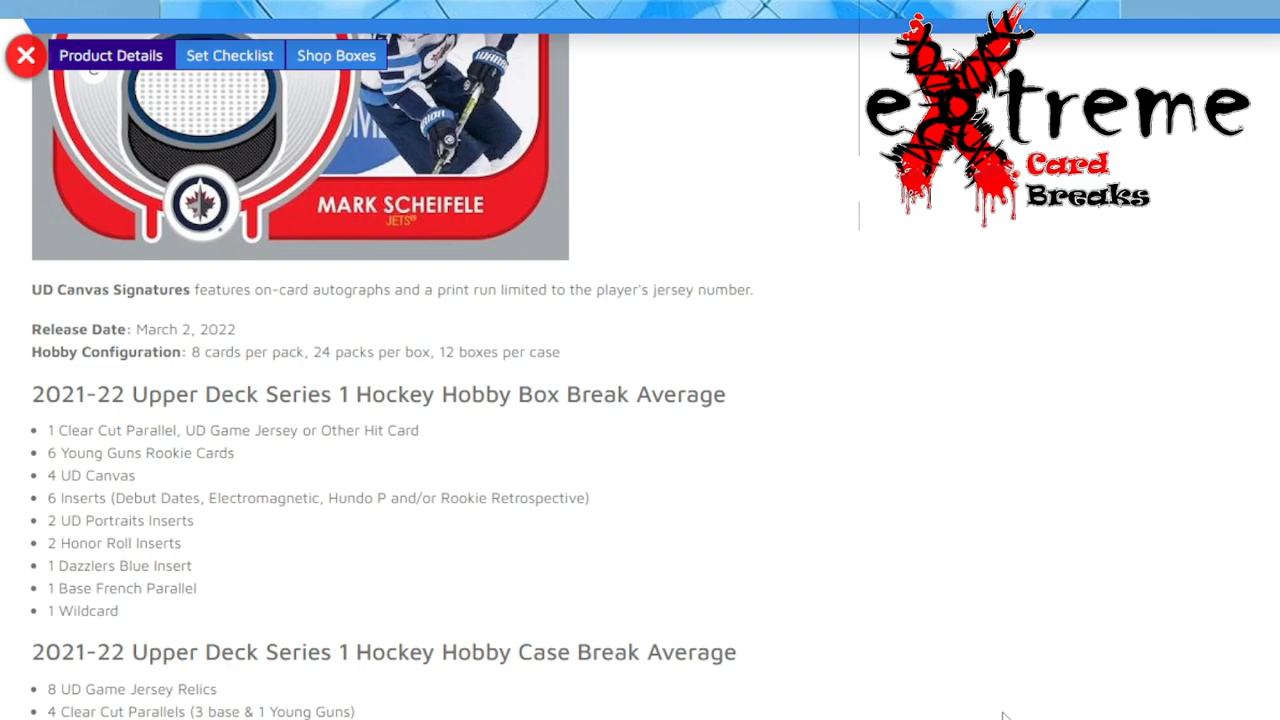 Product Details
Set Checklist
Shop Boxes
extreme
Card
Breaks
MARK SCHEIFELE
JETS
UD Canvas Signatures features on-card autographs and a print run limited to the player's jersey number.
Release Date: March 2, 2022
Hobby Configuration: 8 cards per pack, 24 packs per box, 12 boxes per case
2021-22 Upper Deck Series 1 Hockey Hobby Box Break Average
• 1 Clear Cut Parallel, UD Game Jersey or Other Hit Card
• 6 Young Guns Rookie Cards
• 4 UD Canvas
• 6 Inserts (Debut Dates, Electromagnetic, Hundo P and/or Rookie Retrospective)
• 2 UD Portraits Inserts
• 2 Honor Roll Inserts
• 1 Dazzlers Blue Insert
• 1 Base French Parallel
• 1 Wildcard
2021-22 Upper Deck Series 1 Hockey Hobby Case Break Average
• 8 UD Game Jersey Relics
• 4 Clear Cut Parallels (3 base & 1 Young Guns)